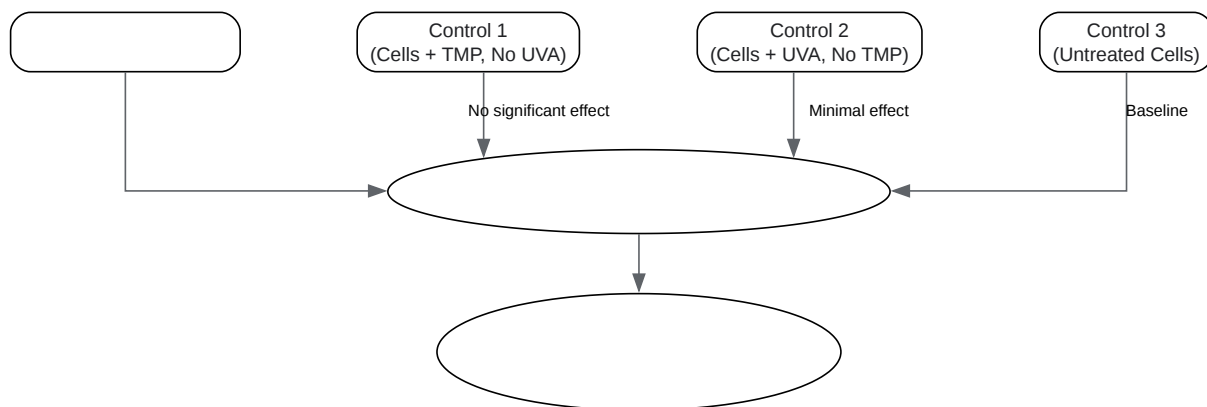 Control 1
(Cells + TMP, No UVA)
Control 2
(Cells + UVA, No TMP)
Control 3
(Untreated Cells)
No significant effect
Minimal effect
Baseline